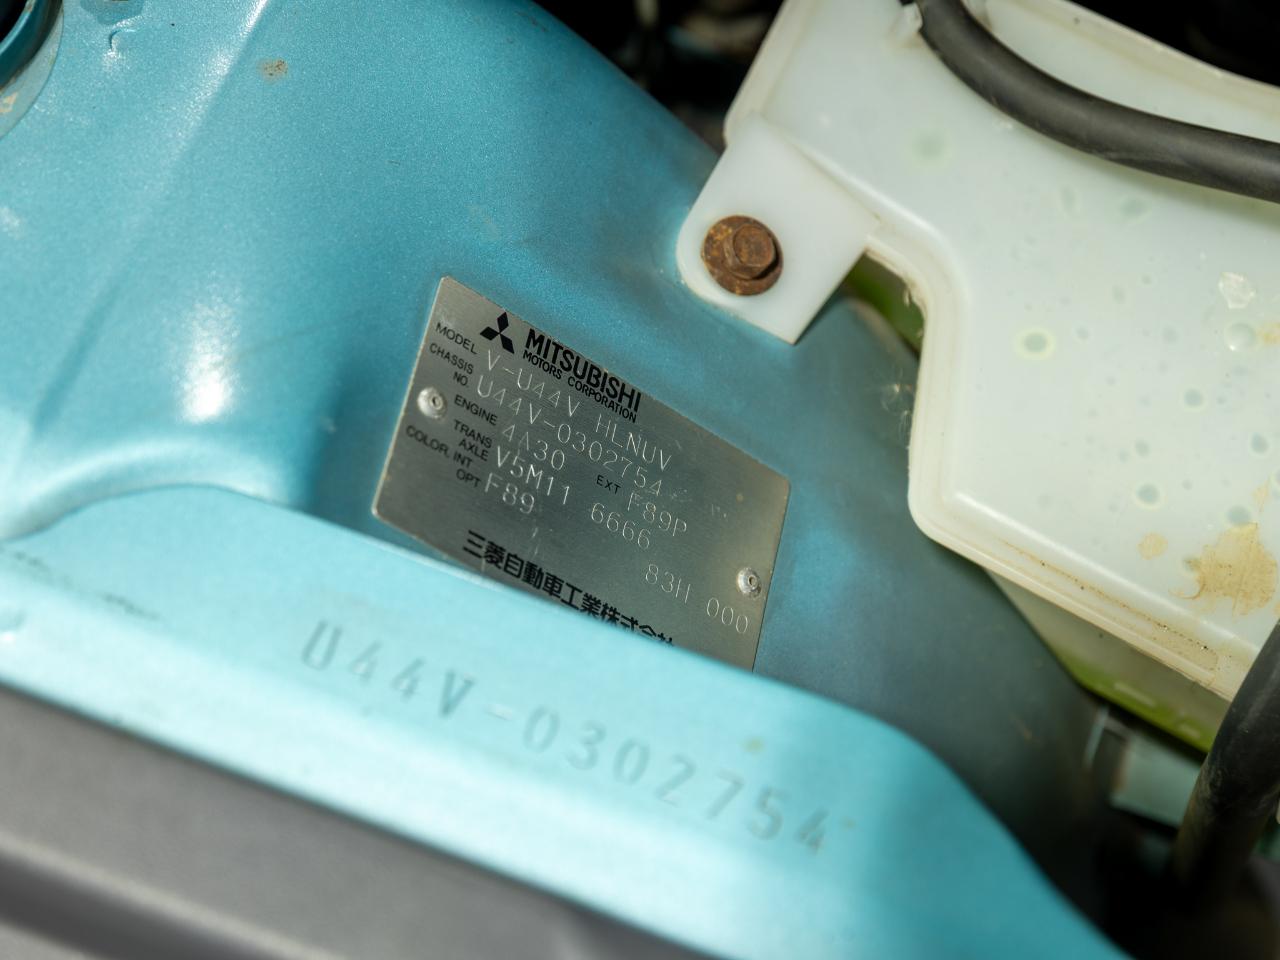 MITSUBISHI
MOTORS CORPORATION
MODEL V-U44V HLNUV
CHASSIS NO. U44V-0302754
ENGINE 4A30 EXT F89P
TRANS AXLE V5M11 6666
COLOR. INT OPT F89 83H 000
三菱自動車工業株式会社
U44V-0302754